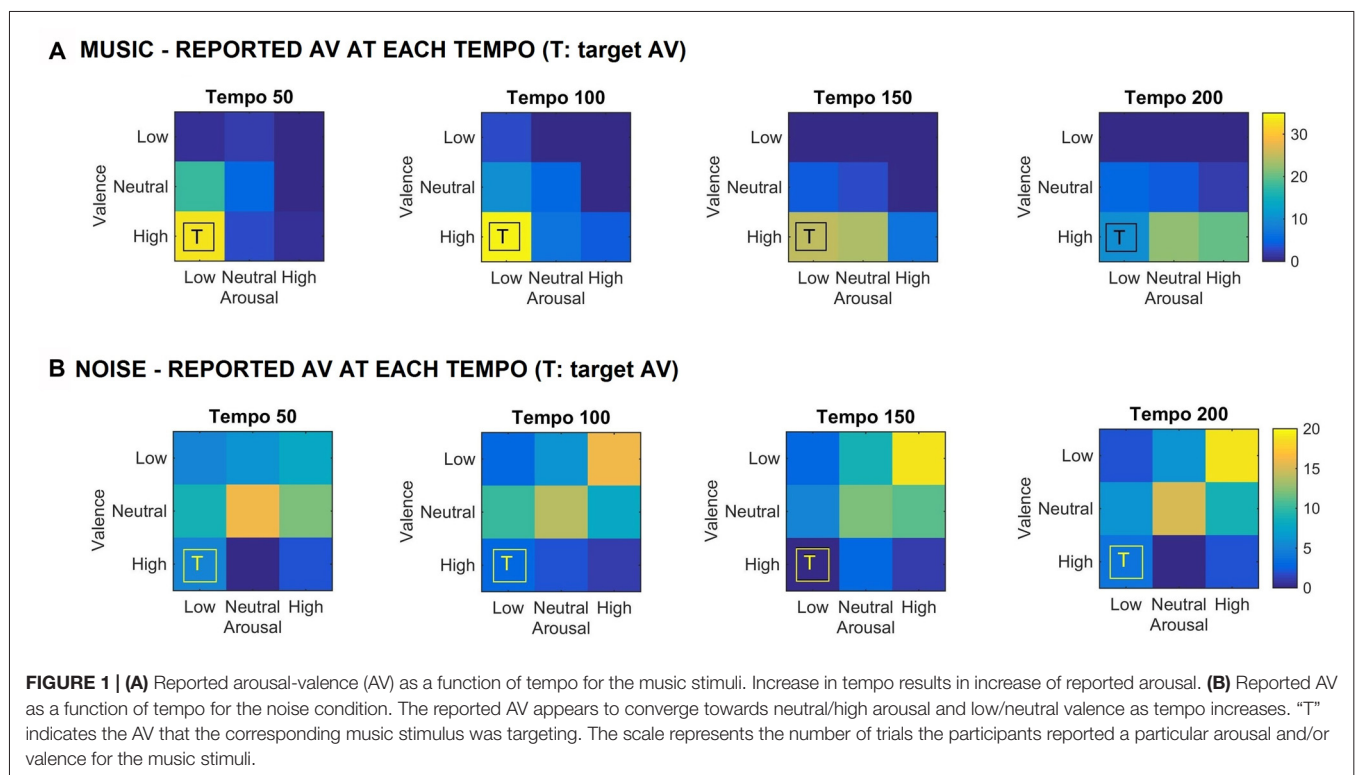 A MUSIC - REPORTED AV AT EACH TEMPO (T: target AV)
Tempo 50
Tempo 100
Tempo 150
Tempo 200
Valence
Low
Neutral
High
T
Low Neutral High
Arousal
Valence
Low
Neutral
High
T
Low Neutral High
Arousal
Valence
Low
Neutral
High
T
Low Neutral High
Arousal
Valence
Low
Neutral
High
T
Low Neutral High
Arousal
30
20
10
0
B NOISE - REPORTED AV AT EACH TEMPO (T: target AV)
Tempo 50
Tempo 100
Tempo 150
Tempo 200
Valence
Low
Neutral
High
T
Low Neutral High
Arousal
Valence
Low
Neutral
High
T
Low Neutral High
Arousal
Valence
Low
Neutral
High
T
Low Neutral High
Arousal
Valence
Low
Neutral
High
T
Low Neutral High
Arousal
20
15
10
5
0
FIGURE 1 | (A) Reported arousal-valence (AV) as a function of tempo for the music stimuli. Increase in tempo results in increase of reported arousal. (B) Reported AV
as a function of tempo for the noise condition. The reported AV appears to converge towards neutral/high arousal and low/neutral valence as tempo increases. “T”
indicates the AV that the corresponding music stimulus was targeting. The scale represents the number of trials the participants reported a particular arousal and/or
valence for the music stimuli.